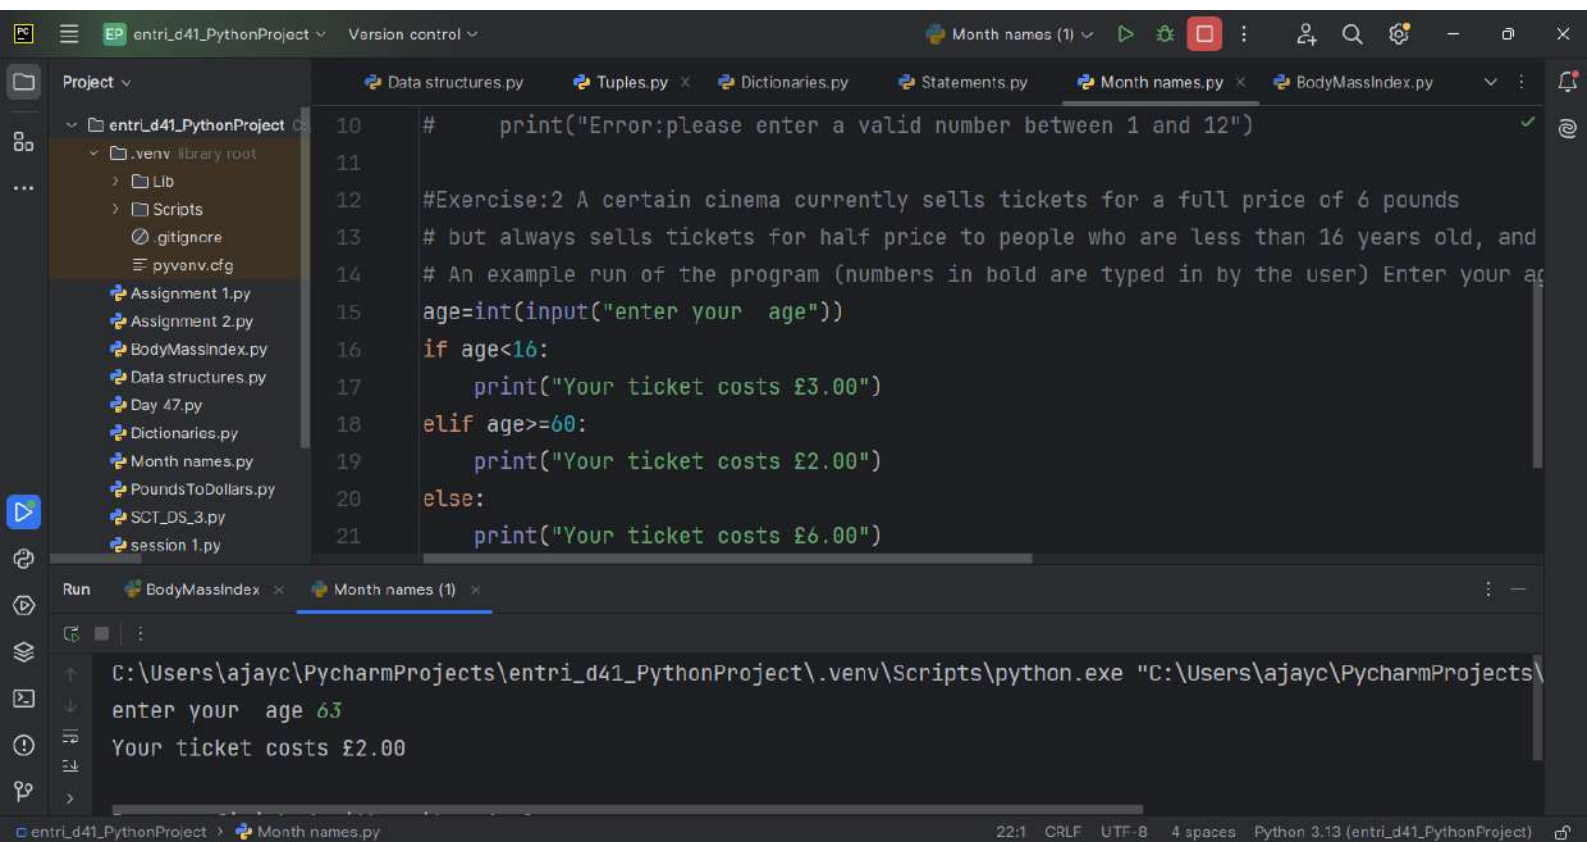 PC EP entri_d41_PythonProject Version control Month names (1)
Project Data structures.py Tuples.py Dictionaries.py Statements.py Month names.py BodyMassIndex.py
entri_d41_PythonProject
.venv library root
Lib
Scripts
.gitignore
pyvenv.cfg
Assignment 1.py
Assignment 2.py
BodyMassIndex.py
Data structures.py
Day 47.py
Dictionaries.py
Month names.py
PoundsToDollars.py
SCT_DS_3.py
session 1.py
10 #     print("Error:please enter a valid number between 1 and 12")
11
12 #Exercise:2 A certain cinema currently sells tickets for a full price of 6 pounds
13 # but always sells tickets for half price to people who are less than 16 years old, and
14 # An example run of the program (numbers in bold are typed in by the user) Enter your
15 age=int(input("enter your  age"))
16 if age<16:
17     print("Your ticket costs £3.00")
18 elif age>=60:
19     print("Your ticket costs £2.00")
20 else:
21     print("Your ticket costs £6.00")
Run BodyMassIndex Month names (1)
C:\Users\ajayc\PycharmProjects\entri_d41_PythonProject\.venv\Scripts\python.exe "C:\Users\ajayc\PycharmProjects\
enter your  age 63
Your ticket costs £2.00
entri_d41_PythonProject > Month names.py 22:1 CRLF UTF-8 4 spaces Python 3.13 (entri_d41_PythonProject)